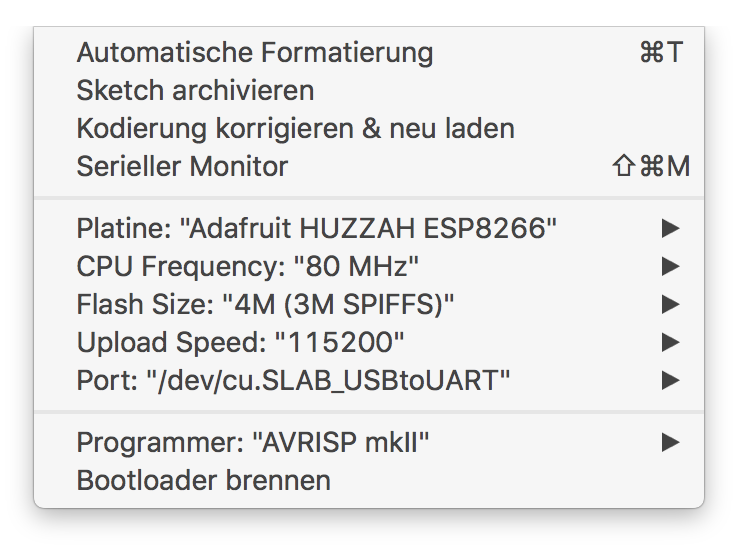 Automatische Formatierung ⌘T
Sketch archivieren
Kodierung korrigieren & neu laden
Serieller Monitor ⇧⌘M
Platine: "Adafruit HUZZAH ESP8266" ▶
CPU Frequency: "80 MHz" ▶
Flash Size: "4M (3M SPIFFS)" ▶
Upload Speed: "115200" ▶
Port: "/dev/cu.SLAB_USBtoUART" ▶
Programmer: "AVRISP mkII" ▶
Bootloader brennen